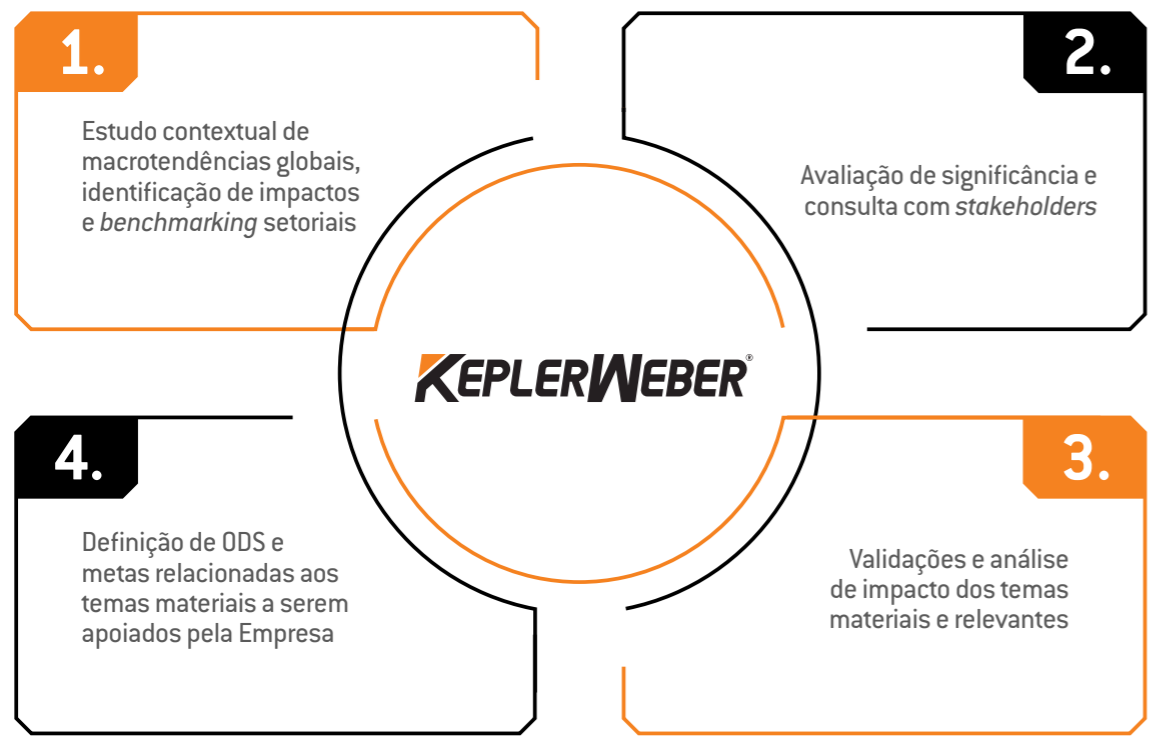 1.
Estudo contextual de
macrotendências globais,
identificação de impactos
e benchmarking setoriais
2.
Avaliação de significância e
consulta com stakeholders
KEPLERWEBER®
4.
Definição de ODS e
metas relacionadas aos
temas materiais a serem
apoiados pela Empresa
3.
Validações e análise
de impacto dos temas
materiais e relevantes